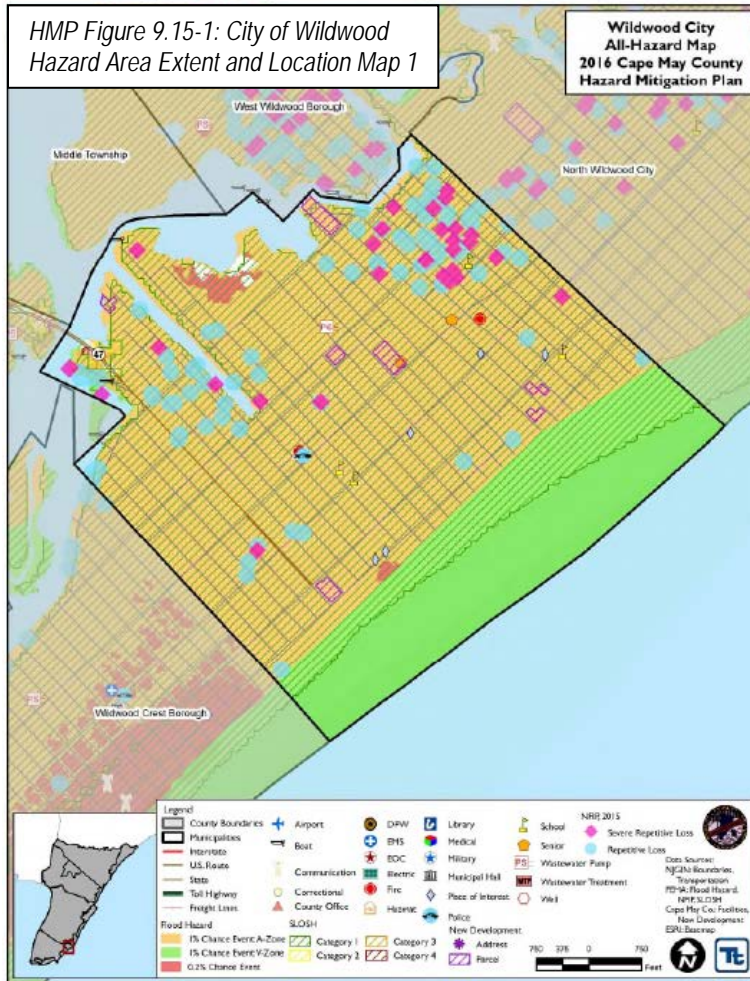 HMP Figure 9.15-1: City of Wildwood
Hazard Area Extent and Location Map 1
Wildwood City
All-Hazard Map
2016 Cape May County
Hazard Mitigation Plan
West Wildwood Borough
PS
Middle Township
North Wildwood City
PS
47
PS
Wildwood Crest Borough
Legend
County Boundaries
Municipalities
Interstate
U.S. Route
State
Toll Highway
Freight Lines
Flood Hazard
1% Chance Event A-Zone
1% Chance Event V-Zone
0.2% Chance Event
Airport
Boat
Communication
Correctional
County Office
SLOSH
Category 1
Category 2
Category 3
Category 4
DPW
EMS
EOC
Electric
Fire
Hazmat
Library
Medical
Military
Municipal Hall
Place of Interest
Police
New Development
Address
Parcel
School
Senior
PS Wastewater Pump
WTP Wastewater Treatment
Well
NFIP, 2015
Severe Repetitive Loss
Repetitive Loss
Data Sources:
NJGIN: Boundaries,
Transportation
FEMA: Flood Hazard,
NFIP, SLOSH
Cape May Co.: Facilities,
New Development
ESRI: Basemap
750 375 0 750
Feet
N
Tt